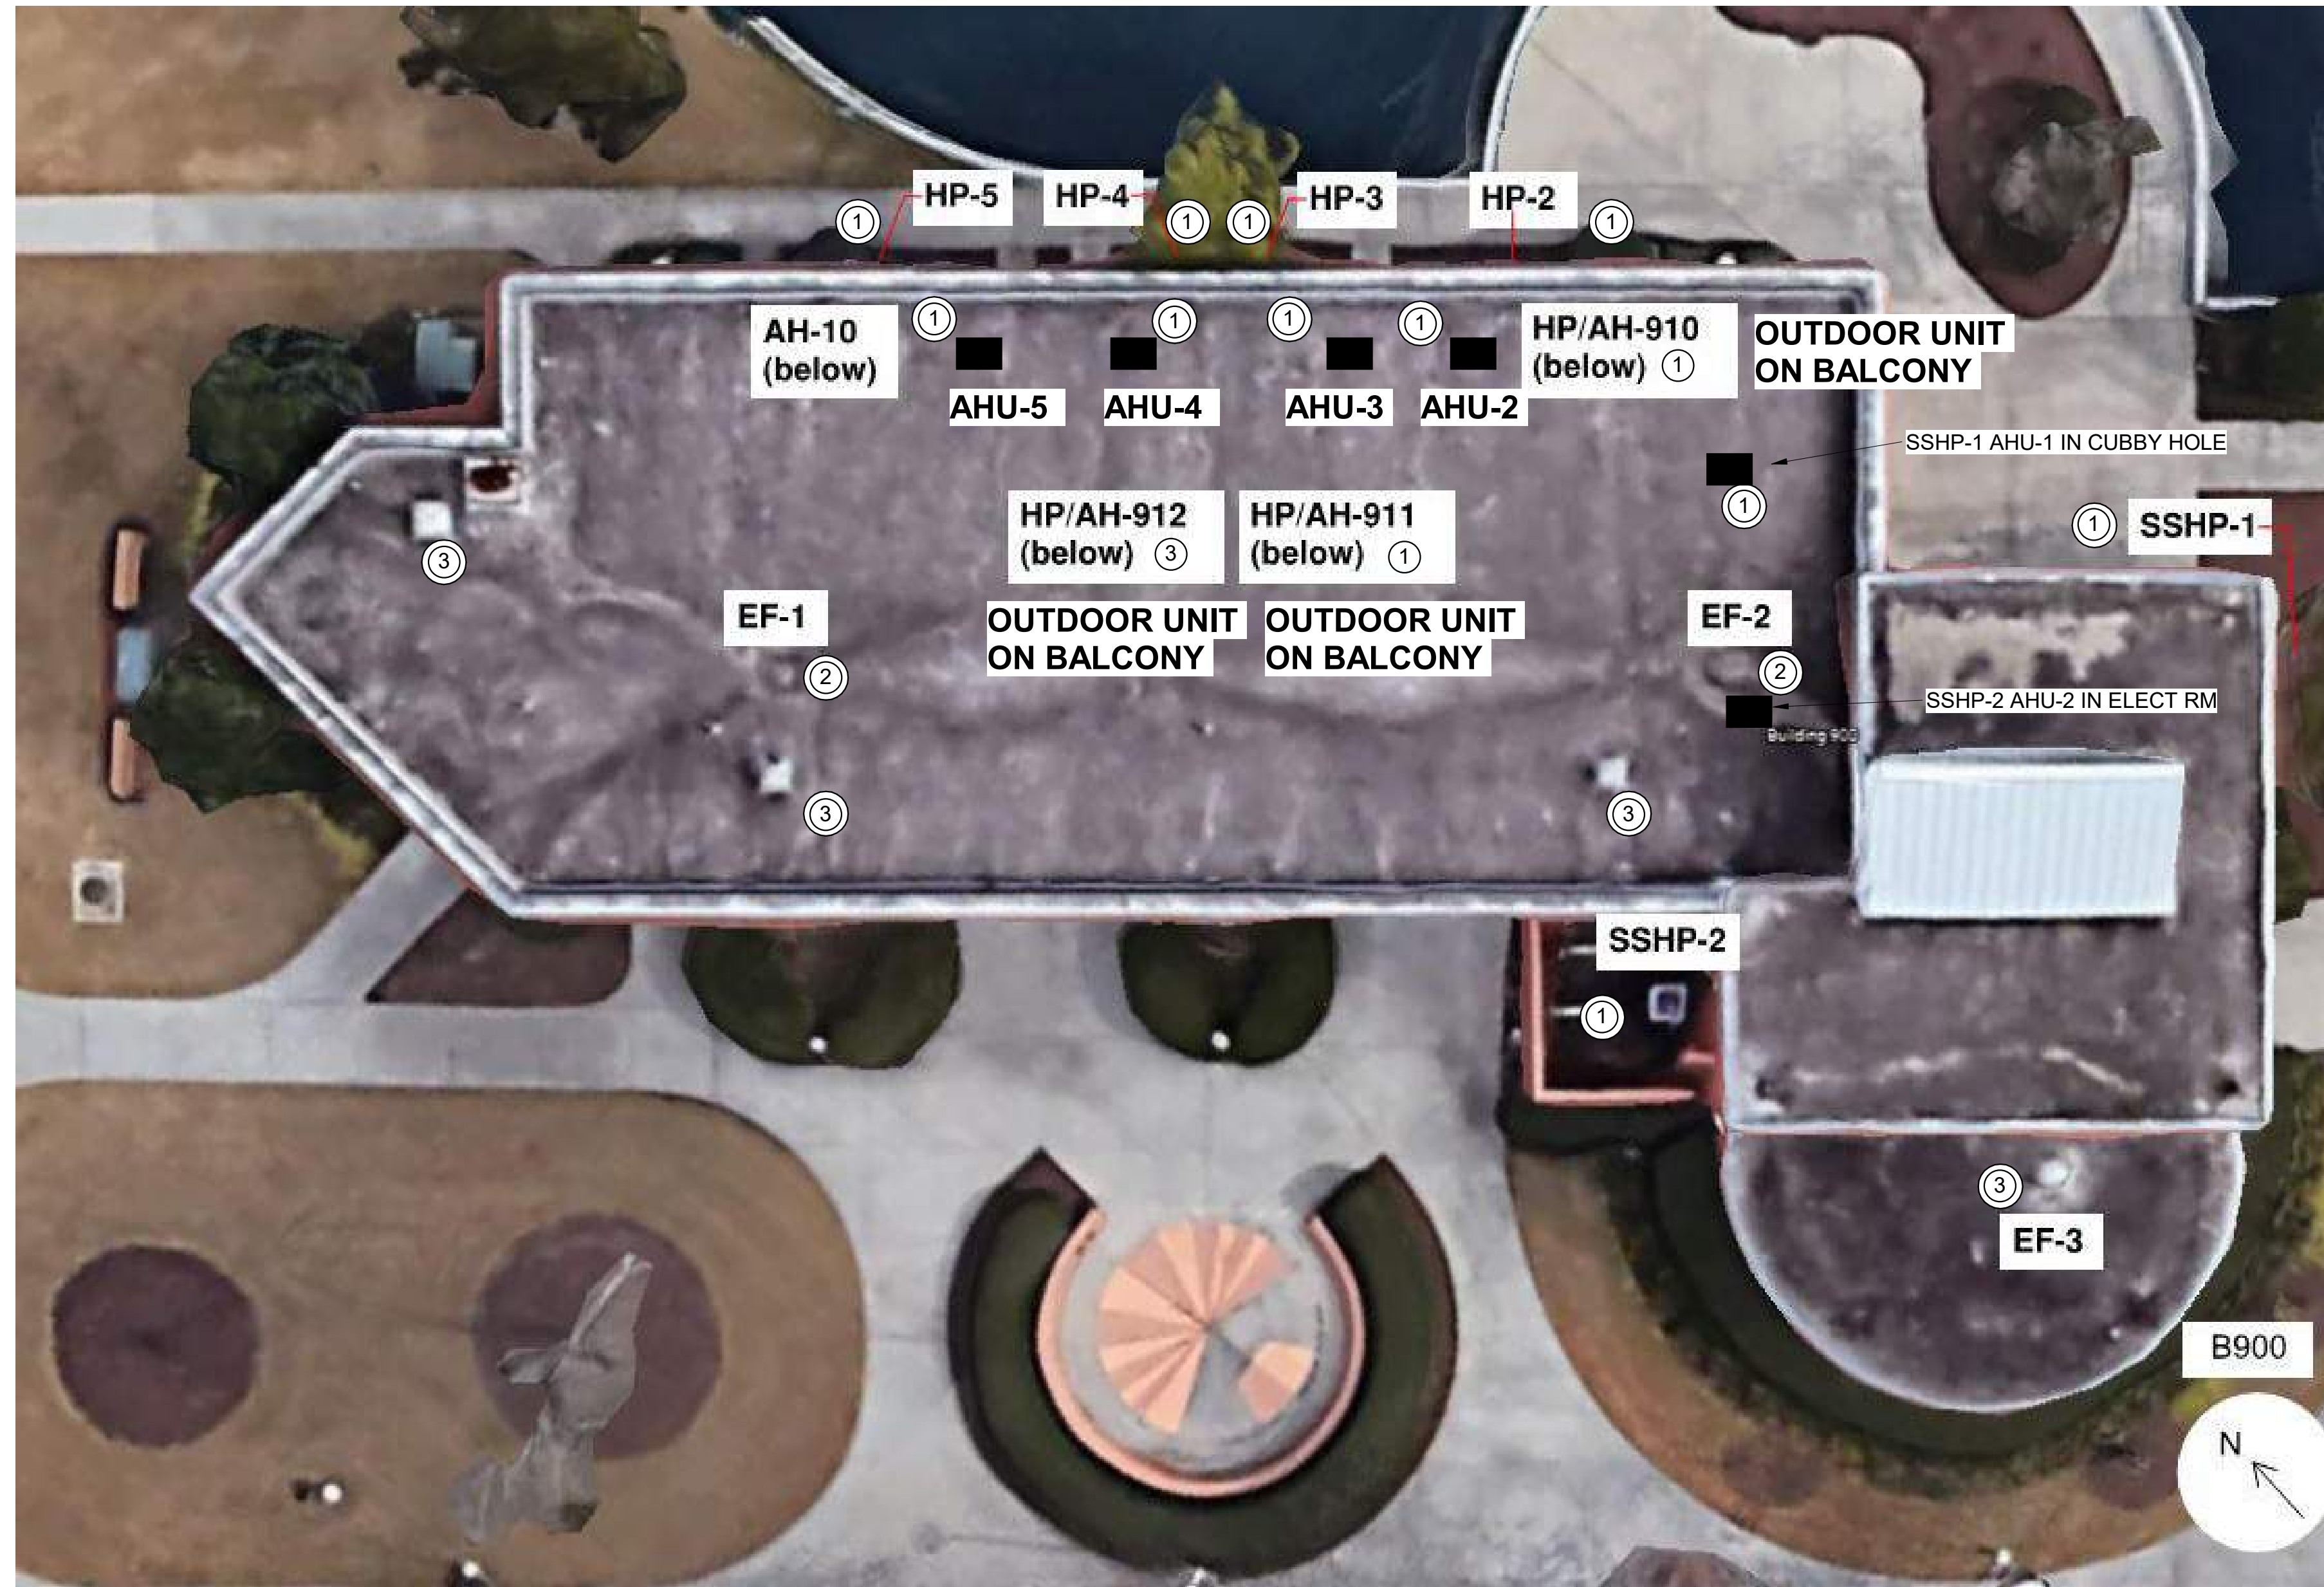 HP-5
HP-4
HP-3
HP-2
1
1
1
1
AH-10
(below)
1
1
1
1
HP/AH-910
(below) 1
OUTDOOR UNIT
ON BALCONY
AHU-5
AHU-4
AHU-3
AHU-2
SSHP-1 AHU-1 IN CUBBY HOLE
1
HP/AH-912
(below) 3
HP/AH-911
(below) 1
1
SSHP-1
3
EF-1
OUTDOOR UNIT
ON BALCONY
OUTDOOR UNIT
ON BALCONY
EF-2
2
2
SSHP-2 AHU-2 IN ELECT RM
Building 900
3
3
SSHP-2
1
3
EF-3
B900
N